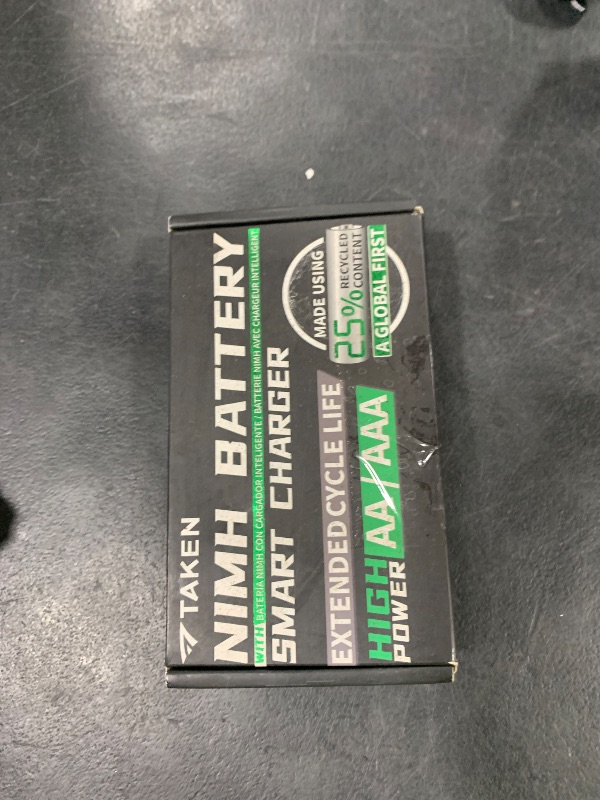 TAKEN
NIMH BATTERY
WITH BATERIA NIMH CON CARGADOR INTELIGENTE / BATTERIE NIMH AVEC CHARGEUR INTELLIGENT
SMART CHARGER
EXTENDED CYCLE LIFE
HIGH
POWER
AA / AAA
MADE USING
25%
RECYCLED
CONTENT
A GLOBAL FIRST